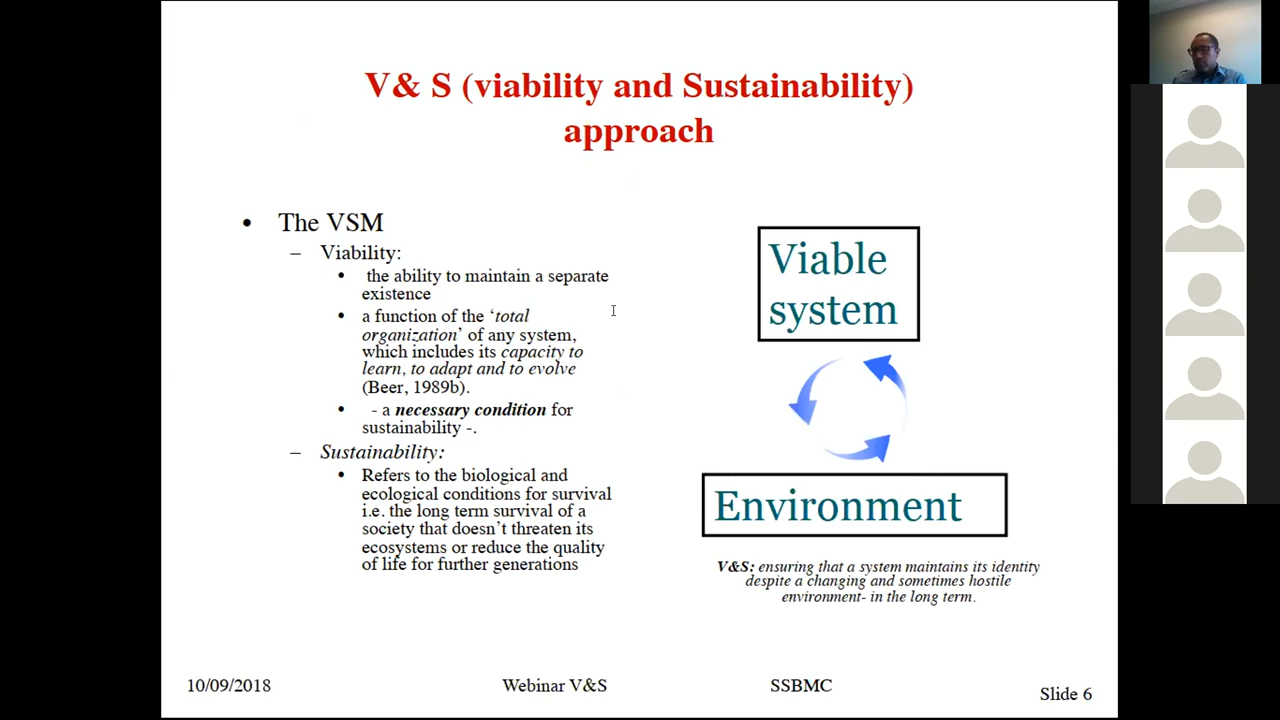 V& S (viability and Sustainability)
approach
• The VSM
– Viability:
• the ability to maintain a separate
existence
• a function of the ‘total
organization’ of any system,
which includes its capacity to
learn, to adapt and to evolve
(Beer, 1989b).
• - a necessary condition for
sustainability -.
– Sustainability:
• Refers to the biological and
ecological conditions for survival
i.e. the long term survival of a
society that doesn’t threaten its
ecosystems or reduce the quality
of life for further generations
Viable
system
Environment
V&S: ensuring that a system maintains its identity
despite a changing and sometimes hostile
environment- in the long term.
10/09/2018
Webinar V&S
SSBMC
Slide 6